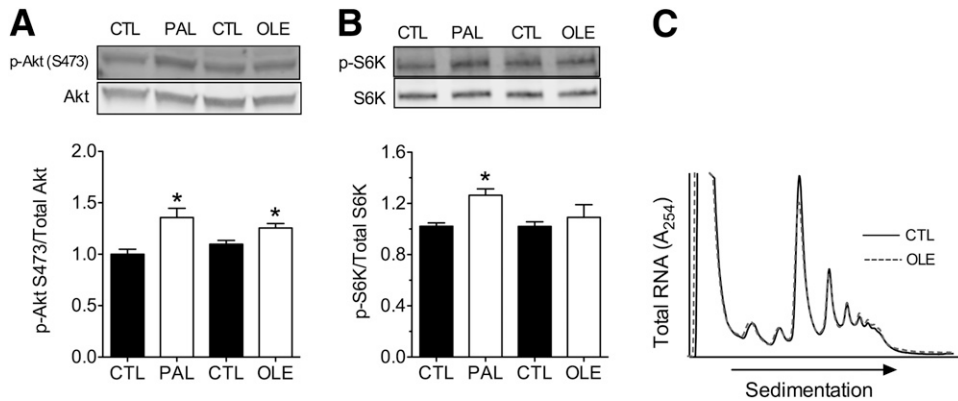 A
CTL PAL CTL OLE
p-Akt (S473)
Akt
p-Akt S473/Total Akt
2.0
1.5
1.0
0.5
0.0
*
*
CTL PAL CTL OLE
B
CTL PAL CTL OLE
p-S6K
S6K
p-S6K/Total S6K
1.6
1.2
0.8
0.4
0.0
*
CTL PAL CTL OLE
C
Total RNA (A254)
CTL
OLE
Sedimentation